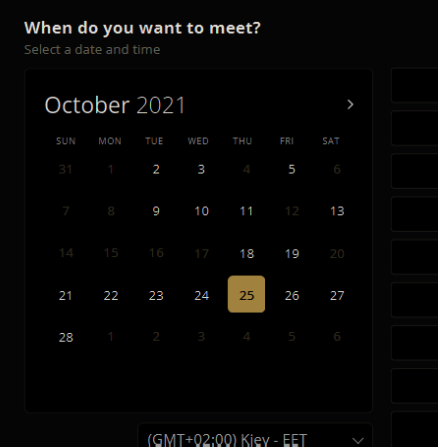 When do you want to meet?
Select a date and time
October 2021
SUN MON TUE WED THU FRI SAT
31 1 2 3 4 5 6
7 8 9 10 11 12 13
14 15 16 17 18 19 20
21 22 23 24 25 26 27
28 1 2 3 4 5 6
(GMT+02:00) Kiev - EET